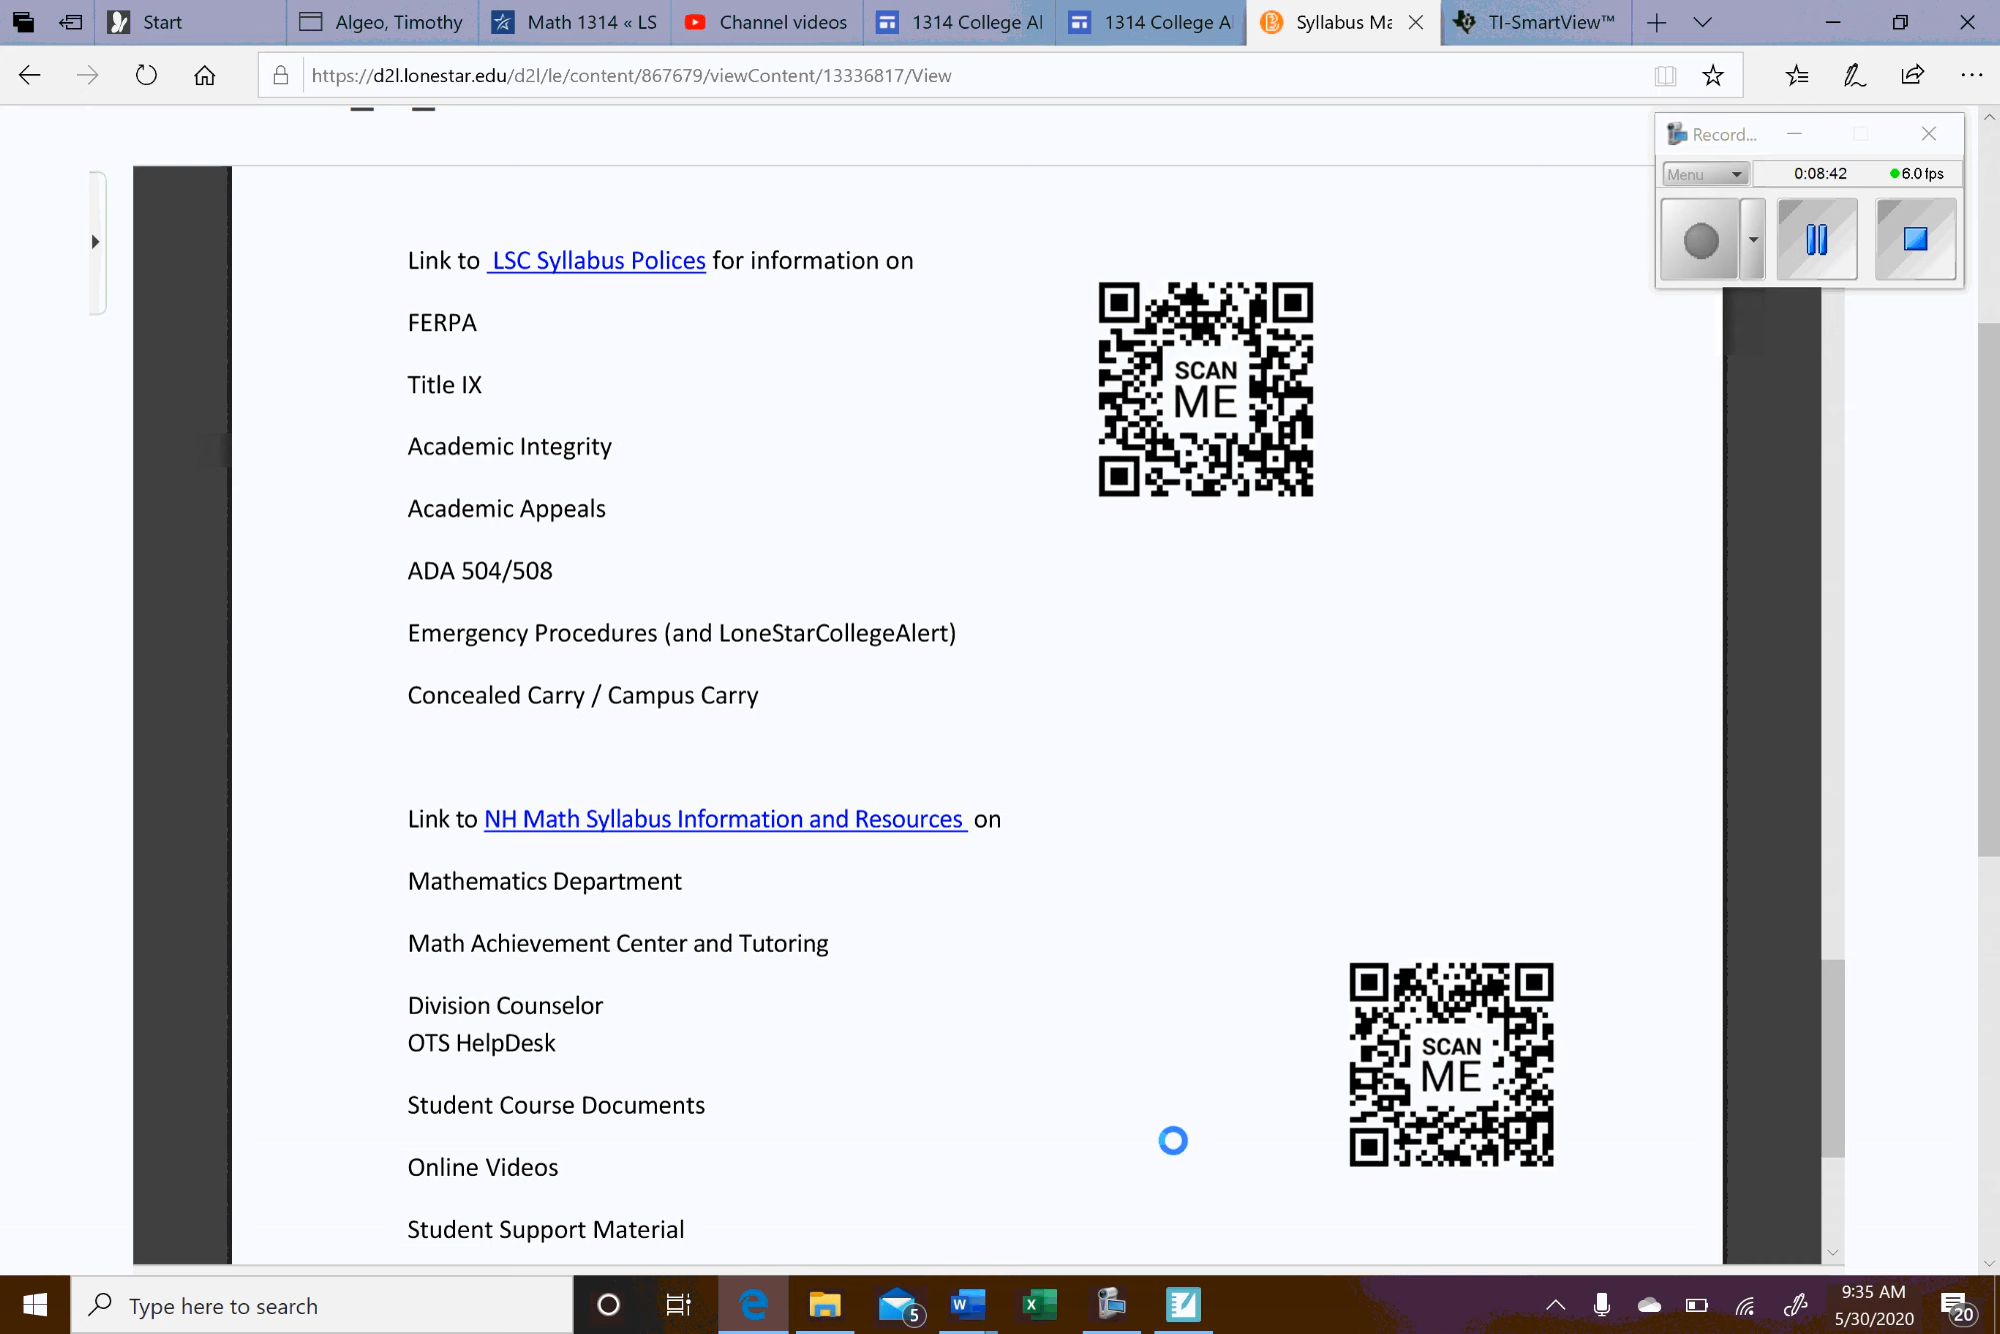 Start
Algeo, Timothy
Math 1314 « LS
Channel videos
1314 College Al
1314 College A
Syllabus Ma
TI-SmartView™
https://d2l.lonestar.edu/d2l/le/content/867679/viewContent/13336817/View
Record...
Menu
0:08:42
6.0 fps
Link to LSC Syllabus Polices for information on
FERPA
Title IX
Academic Integrity
Academic Appeals
ADA 504/508
Emergency Procedures (and LoneStarCollegeAlert)
Concealed Carry / Campus Carry
SCAN
ME
Link to NH Math Syllabus Information and Resources on
Mathematics Department
Math Achievement Center and Tutoring
Division Counselor
OTS HelpDesk
Student Course Documents
Online Videos
Student Support Material
SCAN
ME
Type here to search
5
9:35 AM
5/30/2020
20